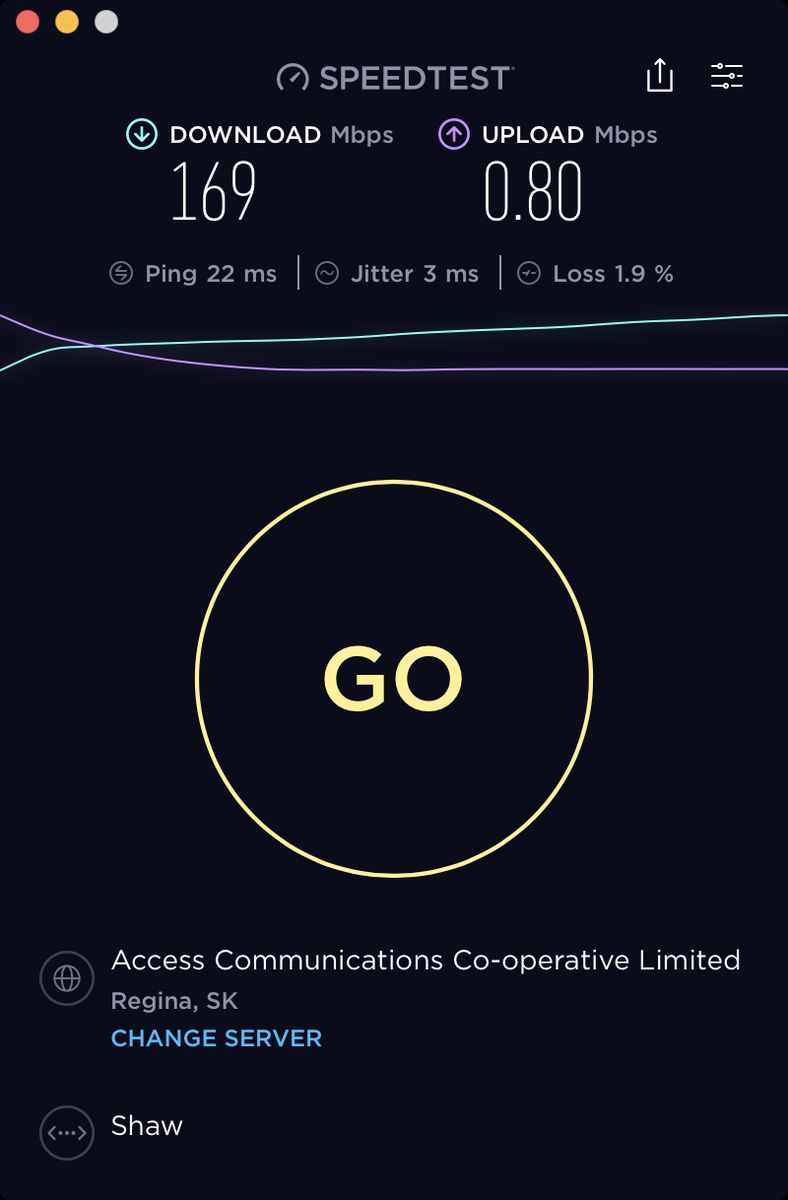 SPEEDTEST
DOWNLOAD Mbps UPLOAD Mbps
169 0.80
Ping 22 ms Jitter 3 ms Loss 1.9 %
GO
Access Communications Co-operative Limited
Regina, SK
CHANGE SERVER
Shaw